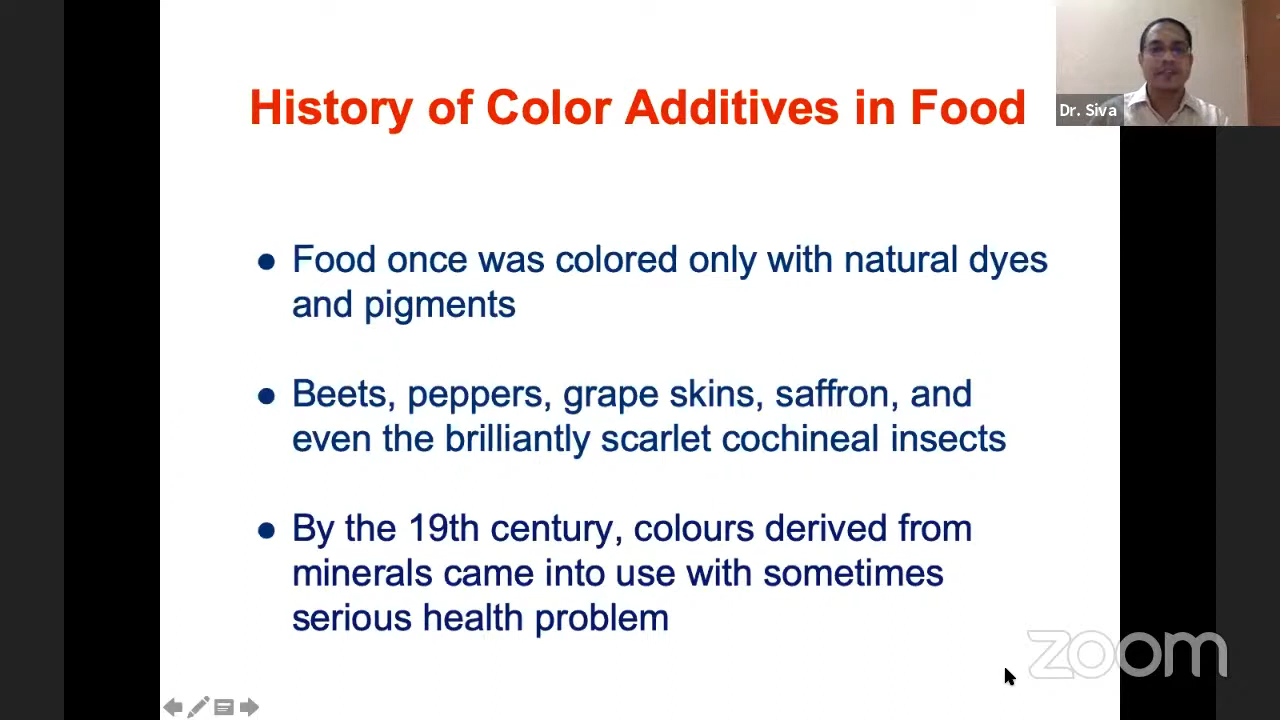 History of Color Additives in Food
Dr. Siva
● Food once was colored only with natural dyes
and pigments
● Beets, peppers, grape skins, saffron, and
even the brilliantly scarlet cochineal insects
● By the 19th century, colours derived from
minerals came into use with sometimes
serious health problem
zoom